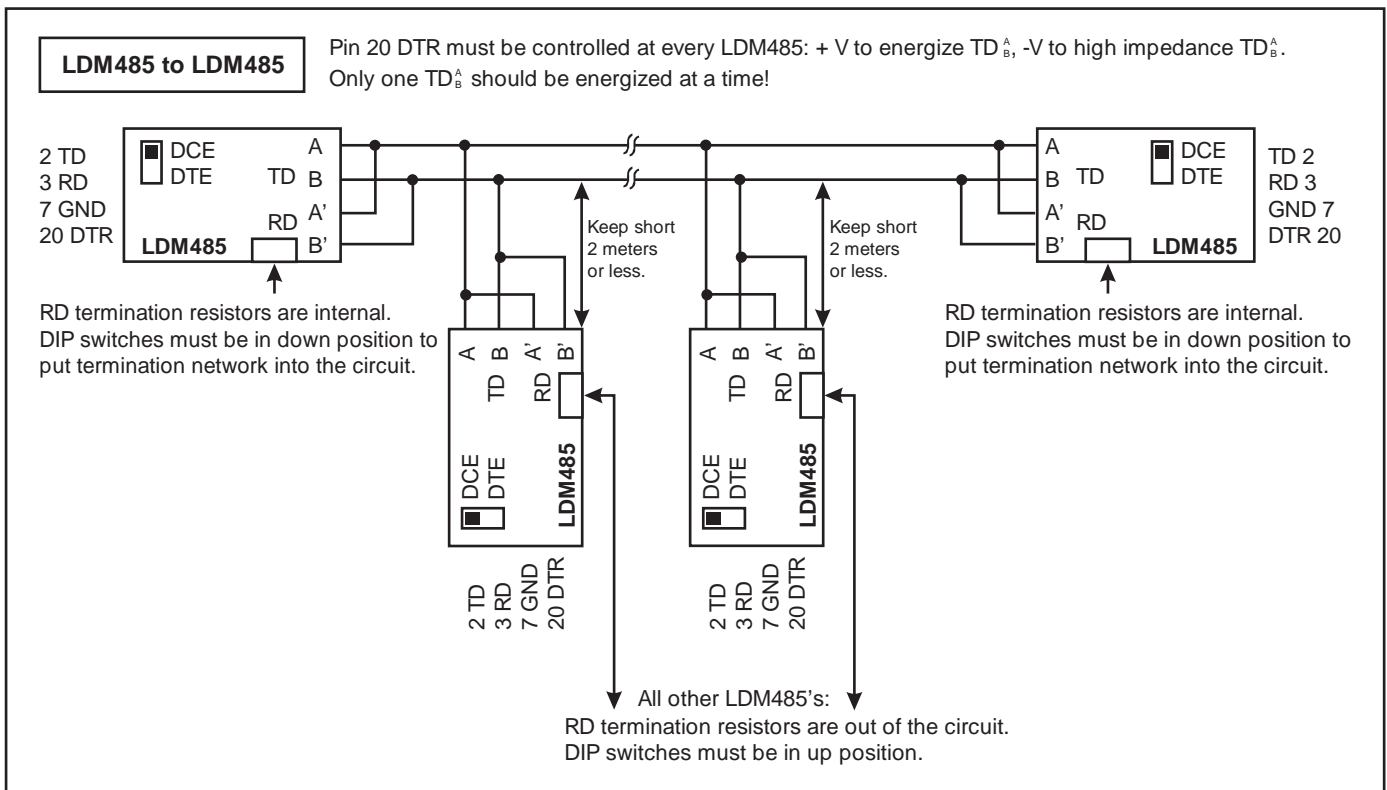 LDM485 to LDM485
Pin 20 DTR must be controlled at every LDM485: + V to energize TD A B, -V to high impedance TD A B.
Only one TD A B should be energized at a time!
2 TD
3 RD
7 GND
20 DTR
DCE
DTE
TD
RD
LDM485
A
B
A'
B'
A
B
A'
B'
TD
RD
DCE
DTE
LDM485
TD 2
RD 3
GND 7
DTR 20
RD termination resistors are internal.
DIP switches must be in down position to
put termination network into the circuit.
Keep short
2 meters
or less.
Keep short
2 meters
or less.
RD termination resistors are internal.
DIP switches must be in down position to
put termination network into the circuit.
A
B
A'
B'
TD
RD
DCE
DTE
LDM485
2 TD
3 RD
7 GND
20 DTR
A
B
A'
B'
TD
RD
DCE
DTE
LDM485
2 TD
3 RD
7 GND
20 DTR
All other LDM485's:
RD termination resistors are out of the circuit.
DIP switches must be in up position.